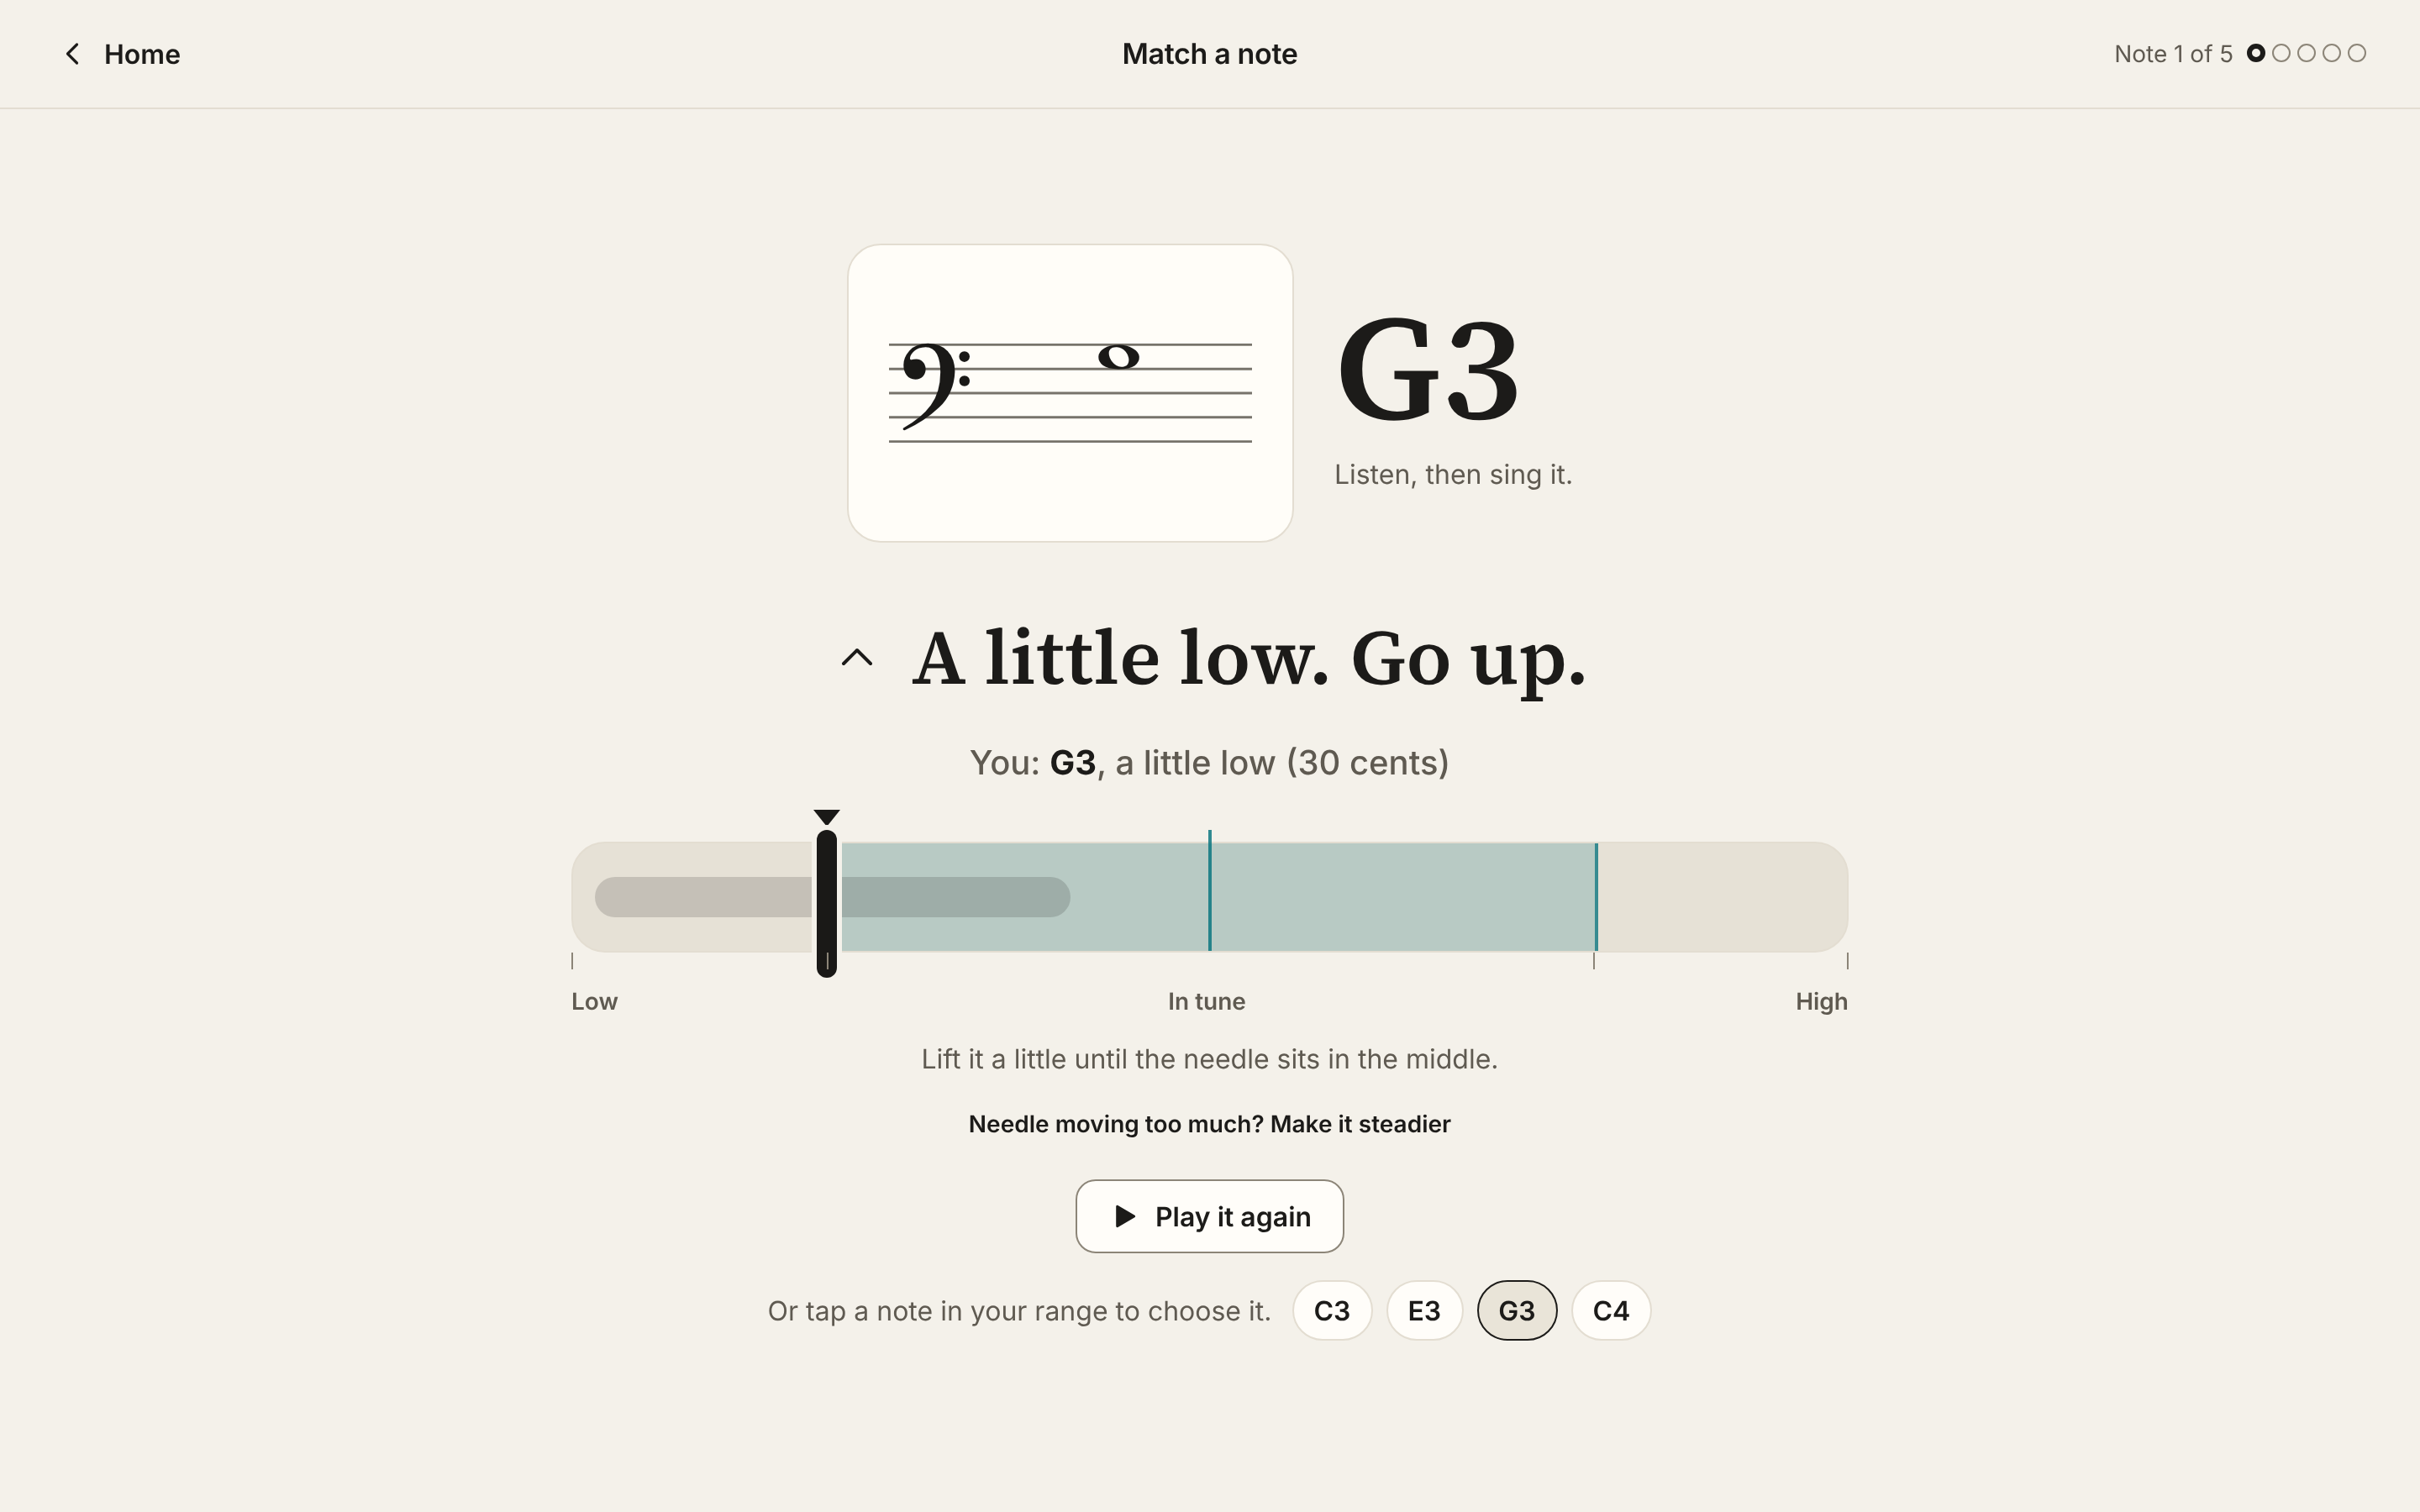 Home
Match a note
Note 1 of 5
G3
Listen, then sing it.
A little low. Go up.
You: G3, a little low (30 cents)
Low
In tune
High
Lift it a little until the needle sits in the middle.
Needle moving too much? Make it steadier
Play it again
Or tap a note in your range to choose it.
C3
E3
G3
C4